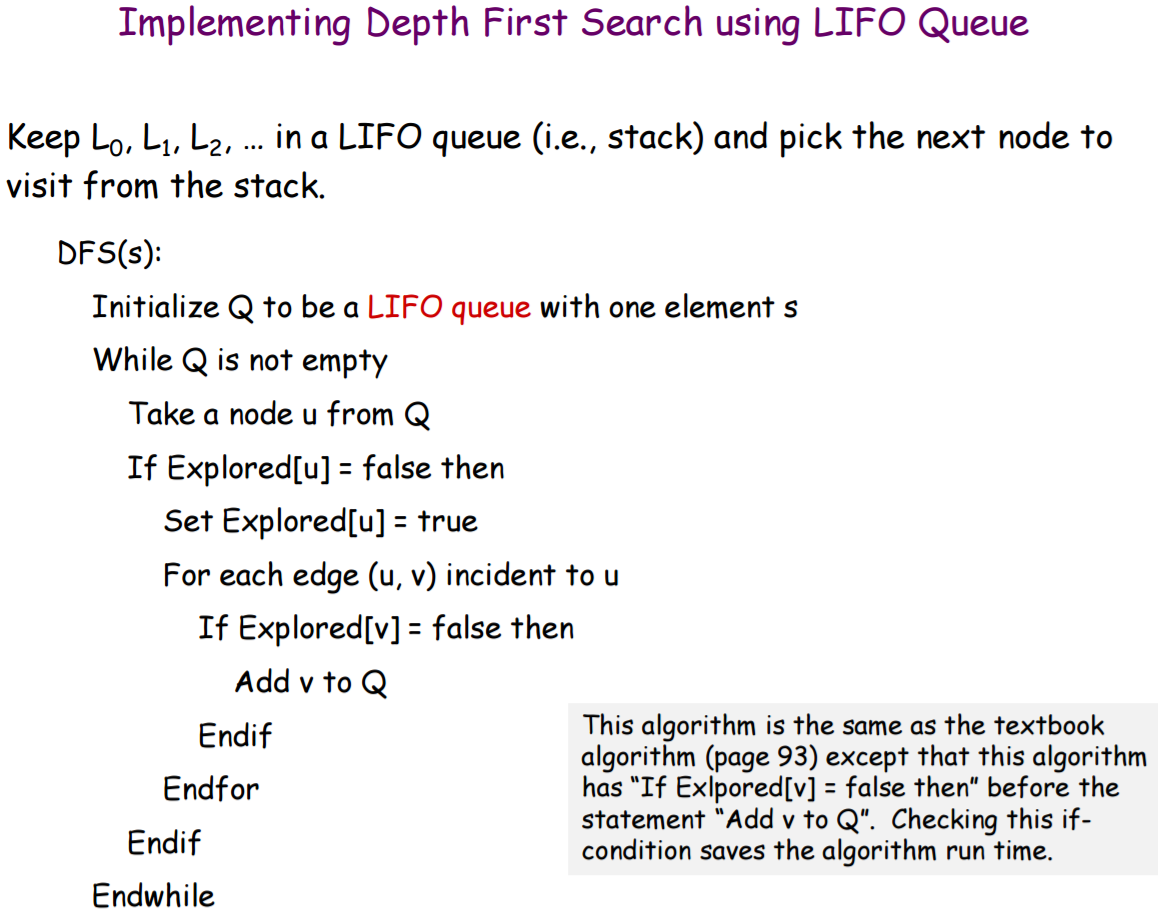 Implementing Depth First Search using LIFO Queue
Keep L₀, L₁, L₂, … in a LIFO queue (i.e., stack) and pick the next node to
visit from the stack.
DFS(s):
Initialize Q to be a LIFO queue with one element s
While Q is not empty
Take a node u from Q
If Explored[u] = false then
Set Explored[u] = true
For each edge (u, v) incident to u
If Explored[v] = false then
Add v to Q
Endif
Endfor
Endif
Endwhile
This algorithm is the same as the textbook
algorithm (page 93) except that this algorithm
has “If Exlpored[v] = false then” before the
statement “Add v to Q”. Checking this if-
condition saves the algorithm run time.